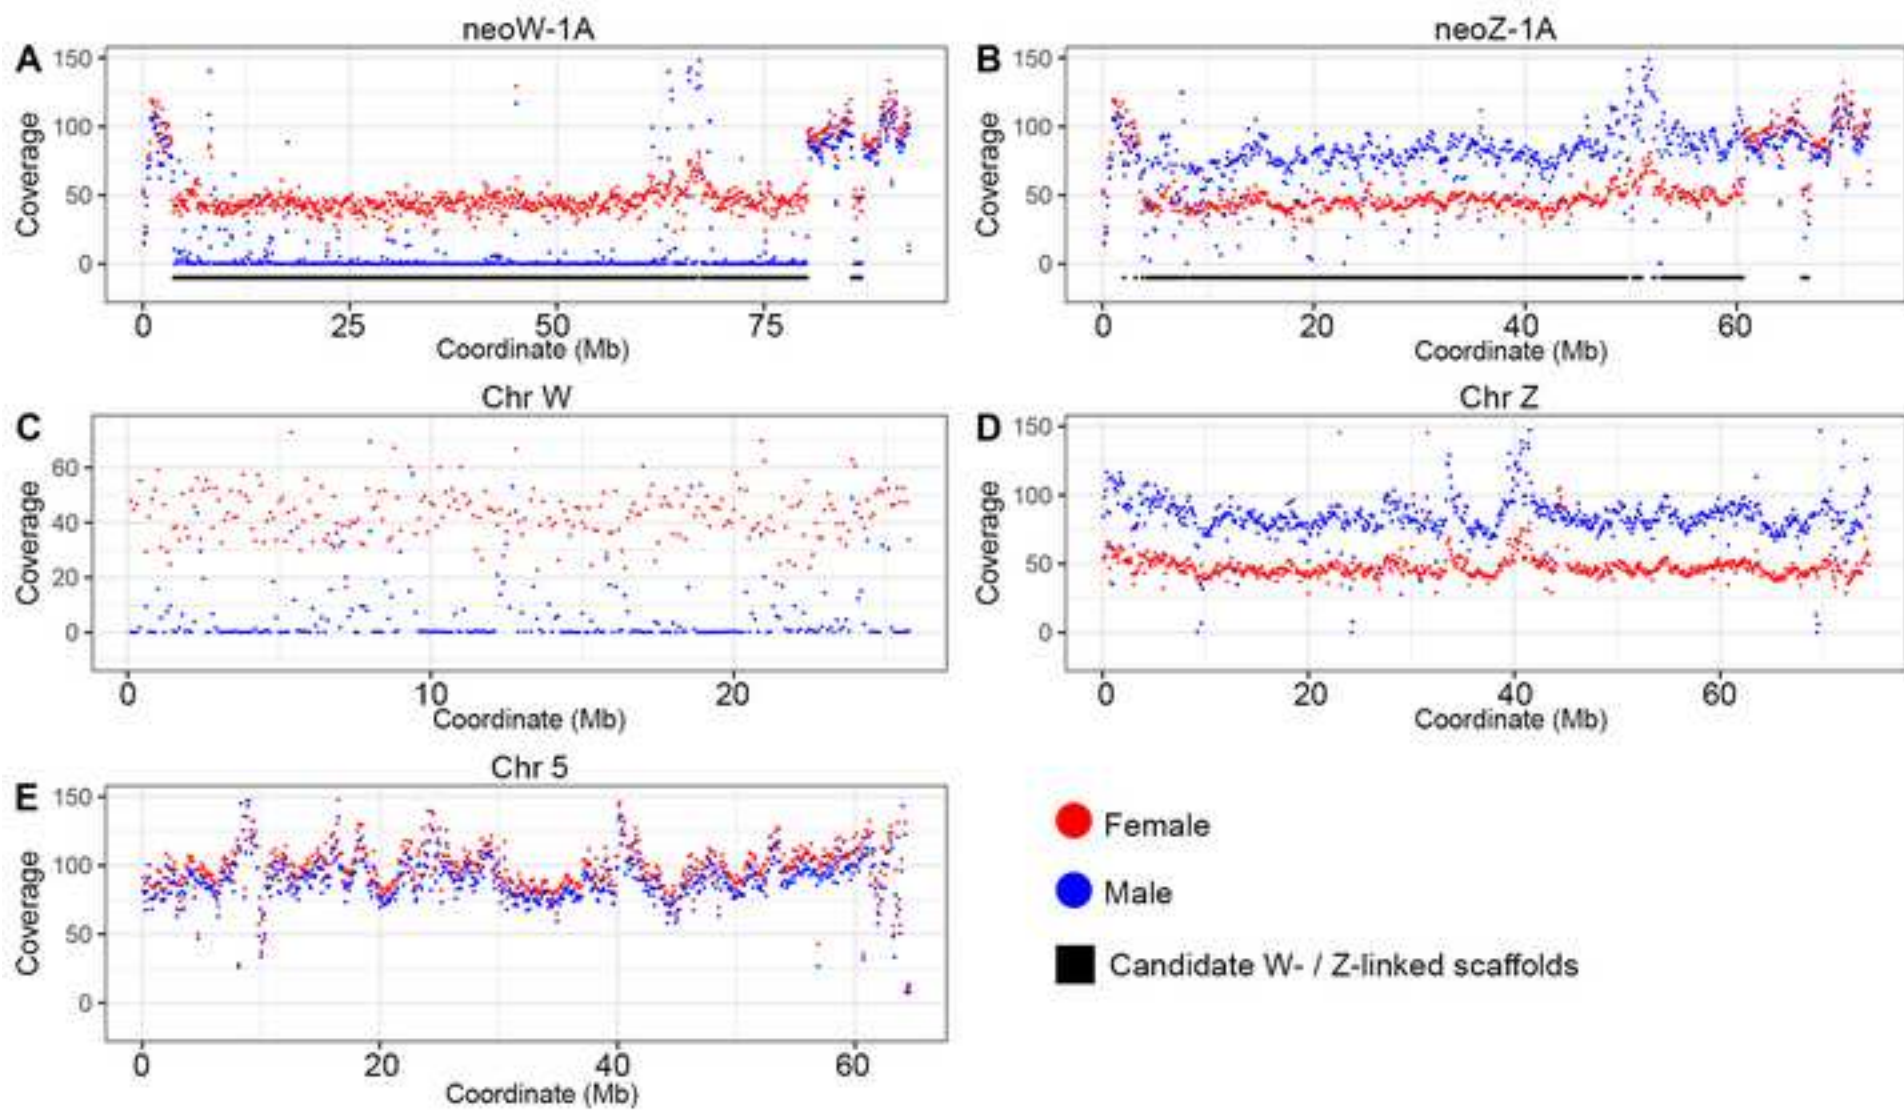 neoW-1A
A
150
100
50
0
Coverage
0 25 50 75
Coordinate (Mb)
neoZ-1A
B
150
100
50
0
Coverage
0 20 40 60
Coordinate (Mb)
Chr W
C
60
40
20
0
Coverage
0 10 20
Coordinate (Mb)
Chr Z
D
150
100
50
0
Coverage
0 20 40 60
Coordinate (Mb)
Chr 5
E
150
100
50
0
Coverage
0 20 40 60
Coordinate (Mb)
Female
Male
Candidate W- / Z-linked scaffolds